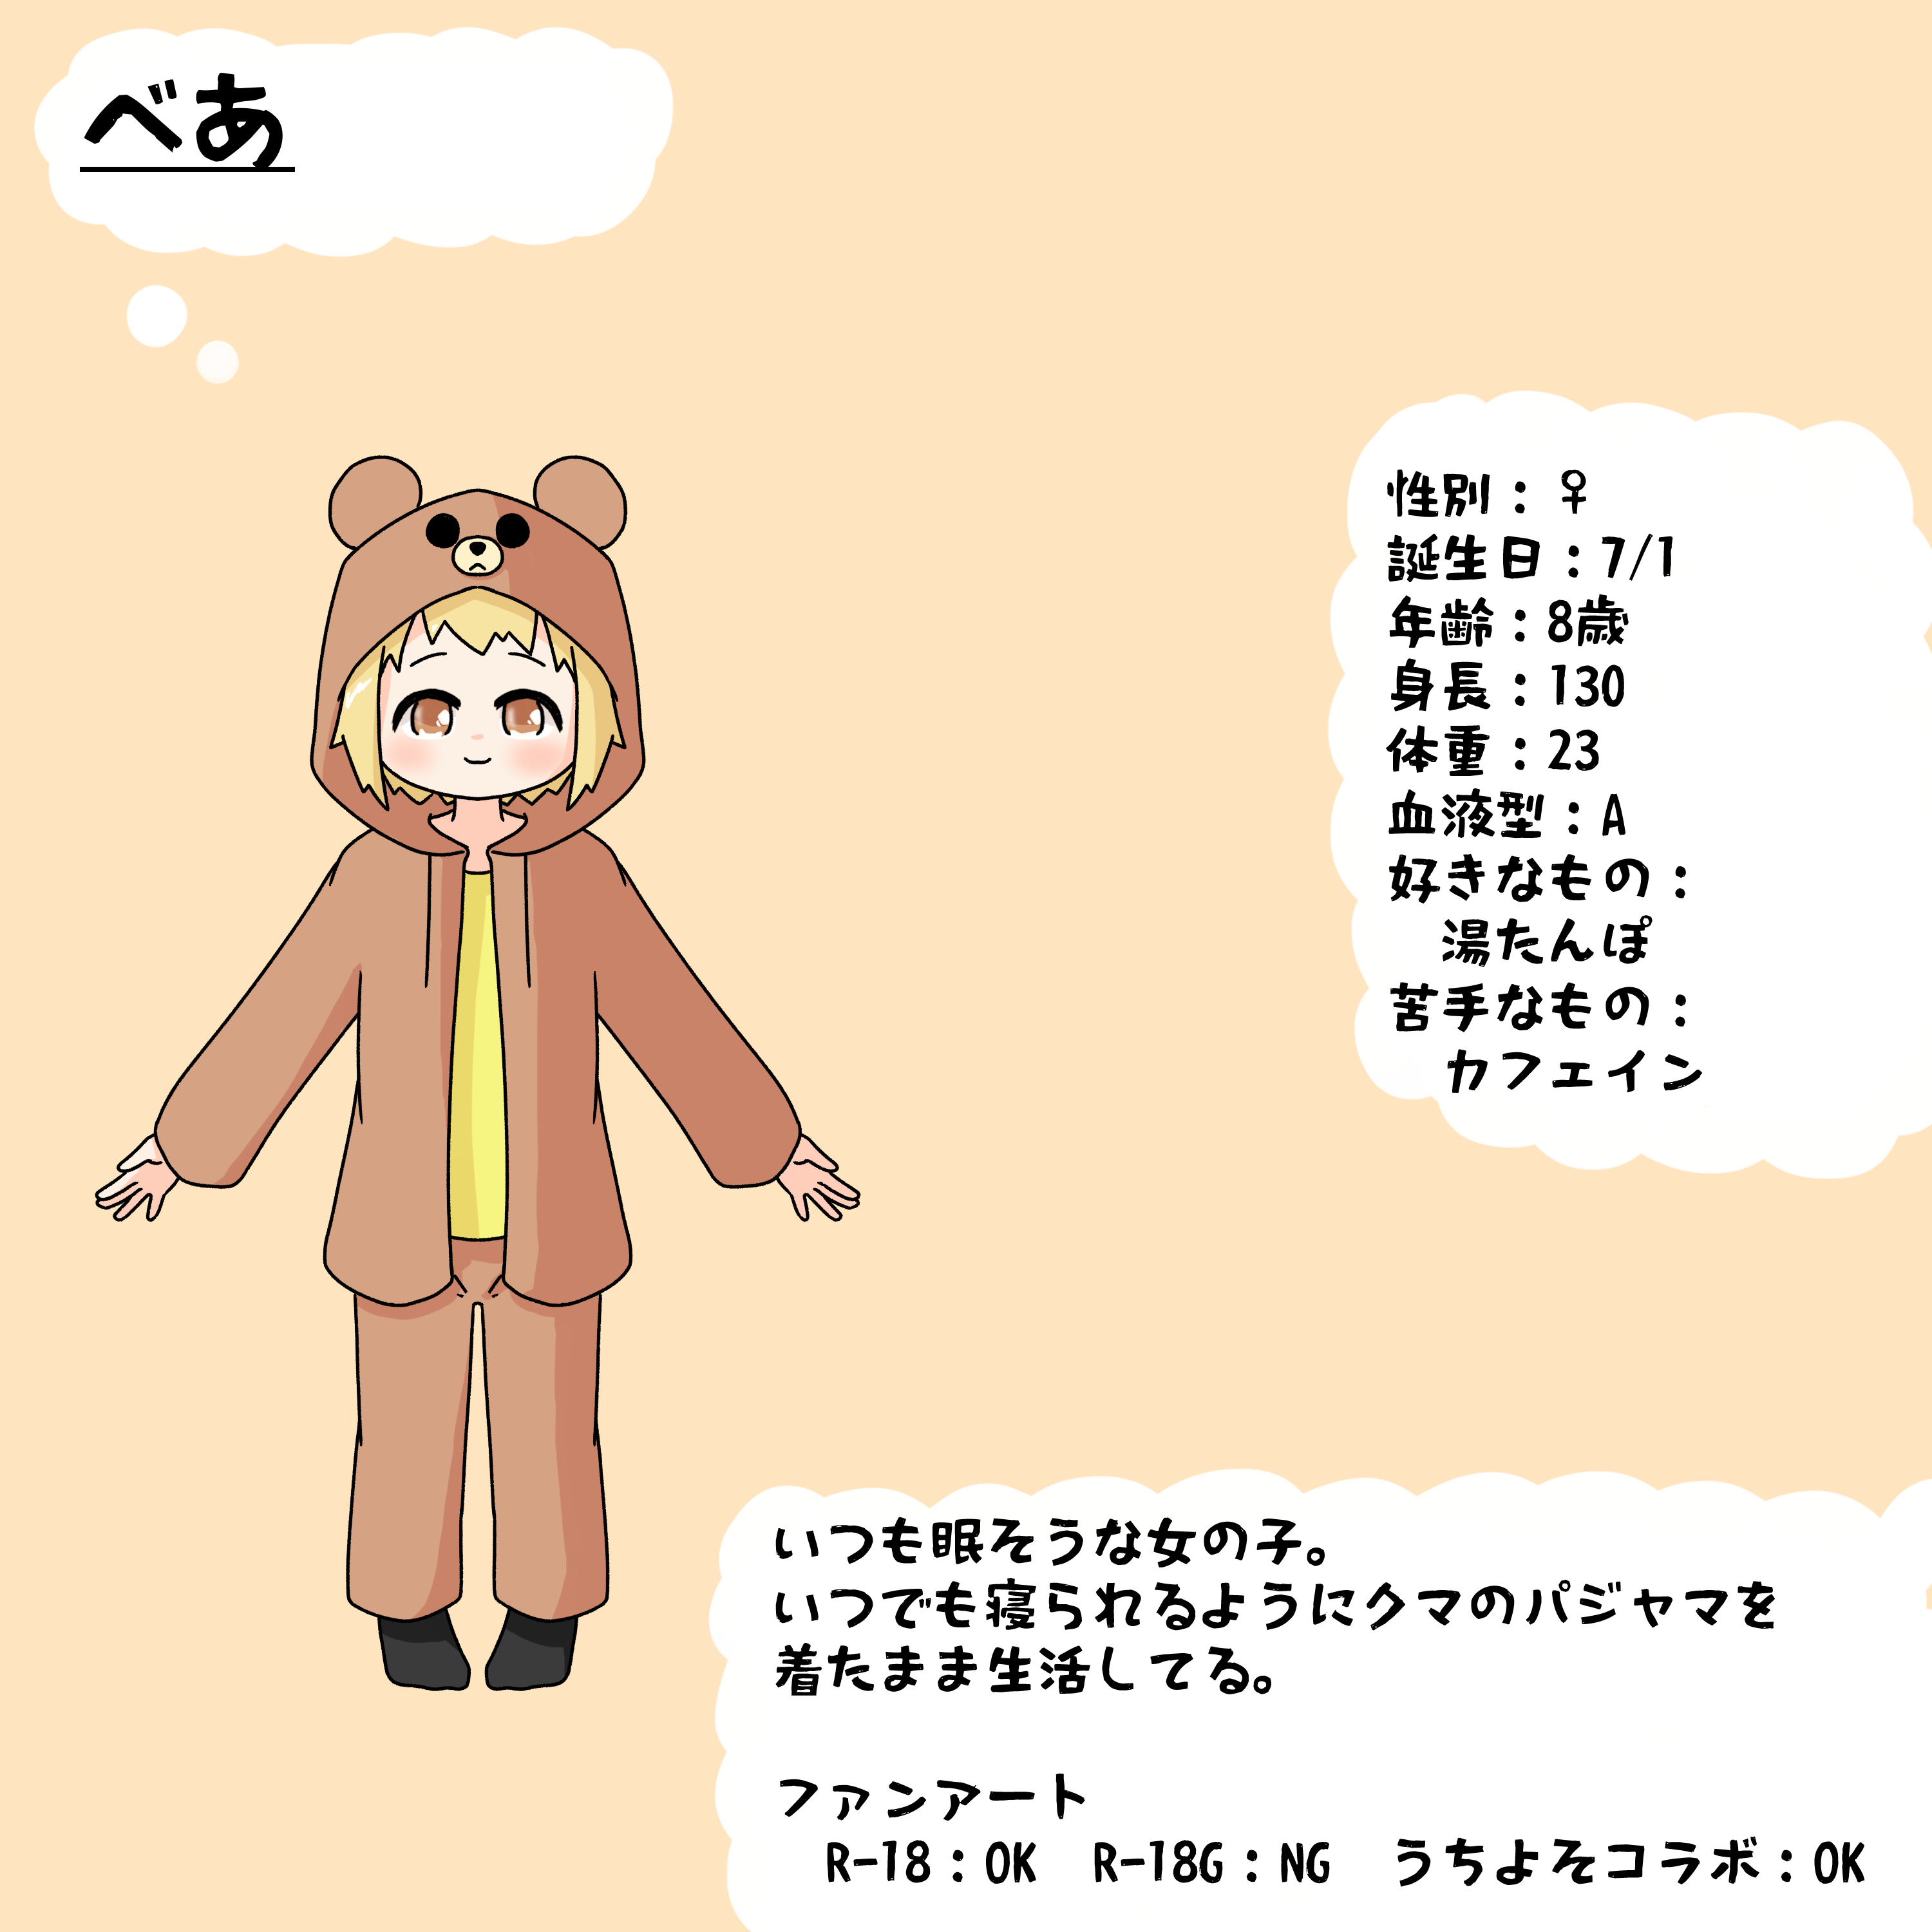 べあ
性別：♀
誕生日：7/1
年齢：8歳
身長：130
体重：23
血液型：A
好きなもの：
湯たんぽ
苦手なもの：
カフェイン
いつも眠そうな女の子。
いつでも寝られるようにクマのパジャマを
着たまま生活してる。
ファンアート
R-18：OK　R-18G：NG　うちよそコラボ：OK